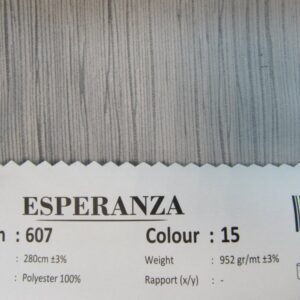 ESPERANZA
n : 607 Colour : 15
: 280cm ±3% Weight : 952 gr/mt ±3%
: Polyester 100% Rapport (x/y) : -